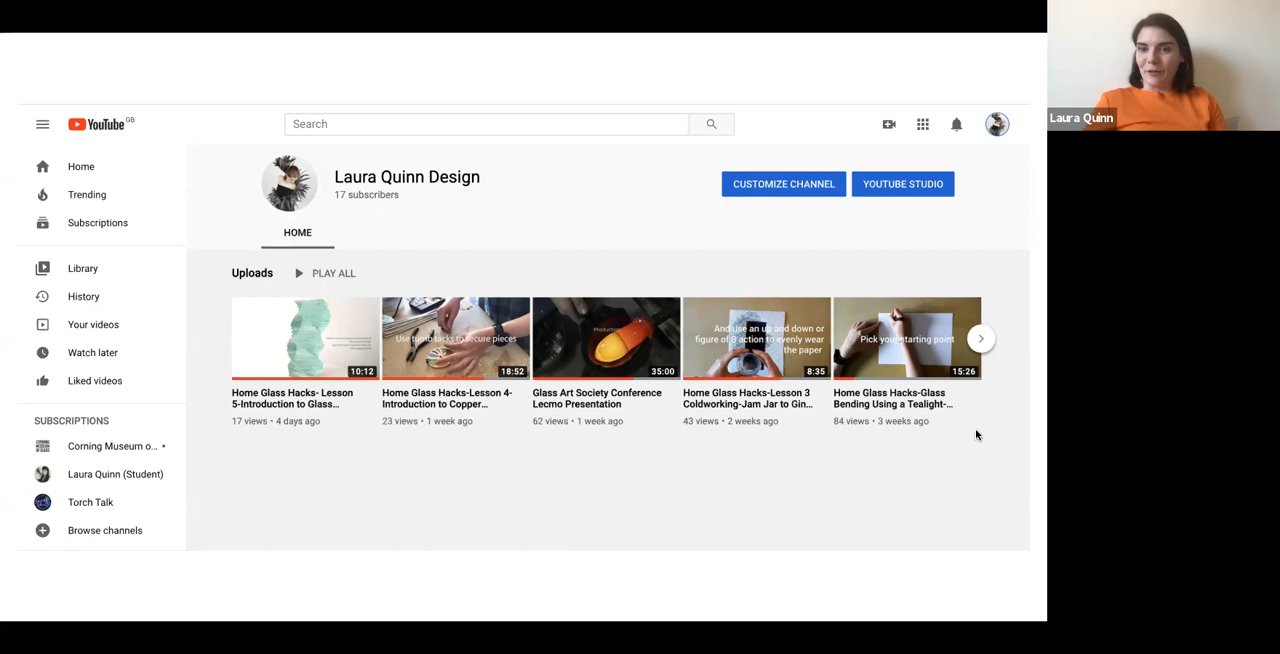 YouTube GB
Search
Laura Quinn
Home
Trending
Subscriptions
Library
History
Your videos
Watch later
Liked videos
SUBSCRIPTIONS
Corning Museum o...
Laura Quinn (Student)
Torch Talk
Browse channels
Laura Quinn Design
17 subscribers
CUSTOMIZE CHANNEL
YOUTUBE STUDIO
HOME
Uploads
PLAY ALL
10:12
Home Glass Hacks- Lesson
5-Introduction to Glass...
17 views • 4 days ago
Use tumb tacks to secure pieces
18:52
Home Glass Hacks-Lesson 4-
Introduction to Copper...
23 views • 1 week ago
Production
35:00
Glass Art Society Conference
Lecmo Presentation
62 views • 1 week ago
And use an up and down or
figure of 8 action to evenly wear
the paper
8:35
Home Glass Hacks-Lesson 3
Coldworking-Jam Jar to Gin...
43 views • 2 weeks ago
Pick your starting point
15:26
Home Glass Hacks-Glass
Bending Using a Tealight-...
84 views • 3 weeks ago